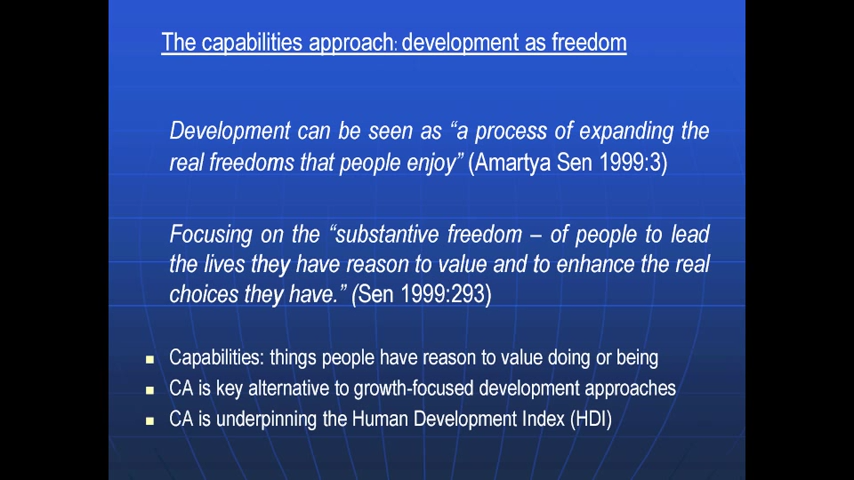 The capabilities approach: development as freedom
Development can be seen as “a process of expanding the
real freedoms that people enjoy” (Amartya Sen 1999:3)
Focusing on the “substantive freedom – of people to lead
the lives they have reason to value and to enhance the real
choices they have.” (Sen 1999:293)
Capabilities: things people have reason to value doing or being
CA is key alternative to growth-focused development approaches
CA is underpinning the Human Development Index (HDI)